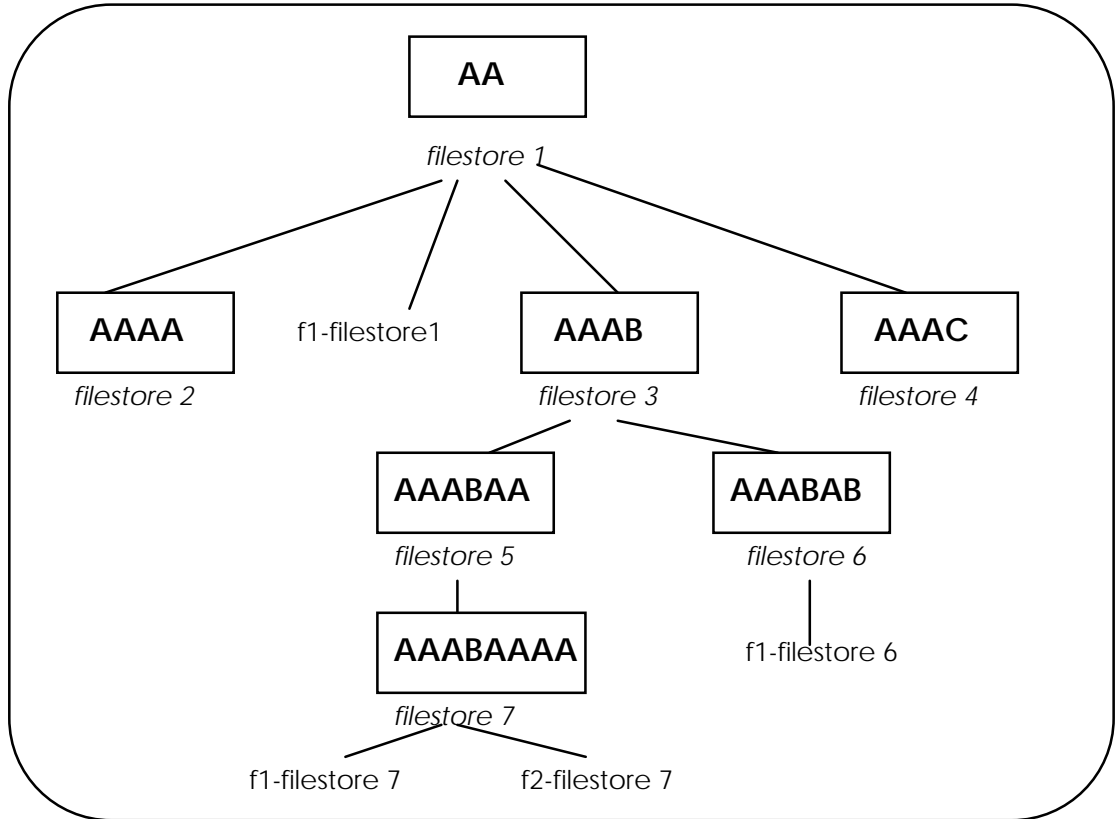 AA
filestore 1
AAAA
f1-filestore1
AAAB
AAAC
filestore 2
filestore 3
filestore 4
AAABAA
AAABAB
filestore 5
filestore 6
AAABAAAA
f1-filestore 6
filestore 7
f1-filestore 7
f2-filestore 7